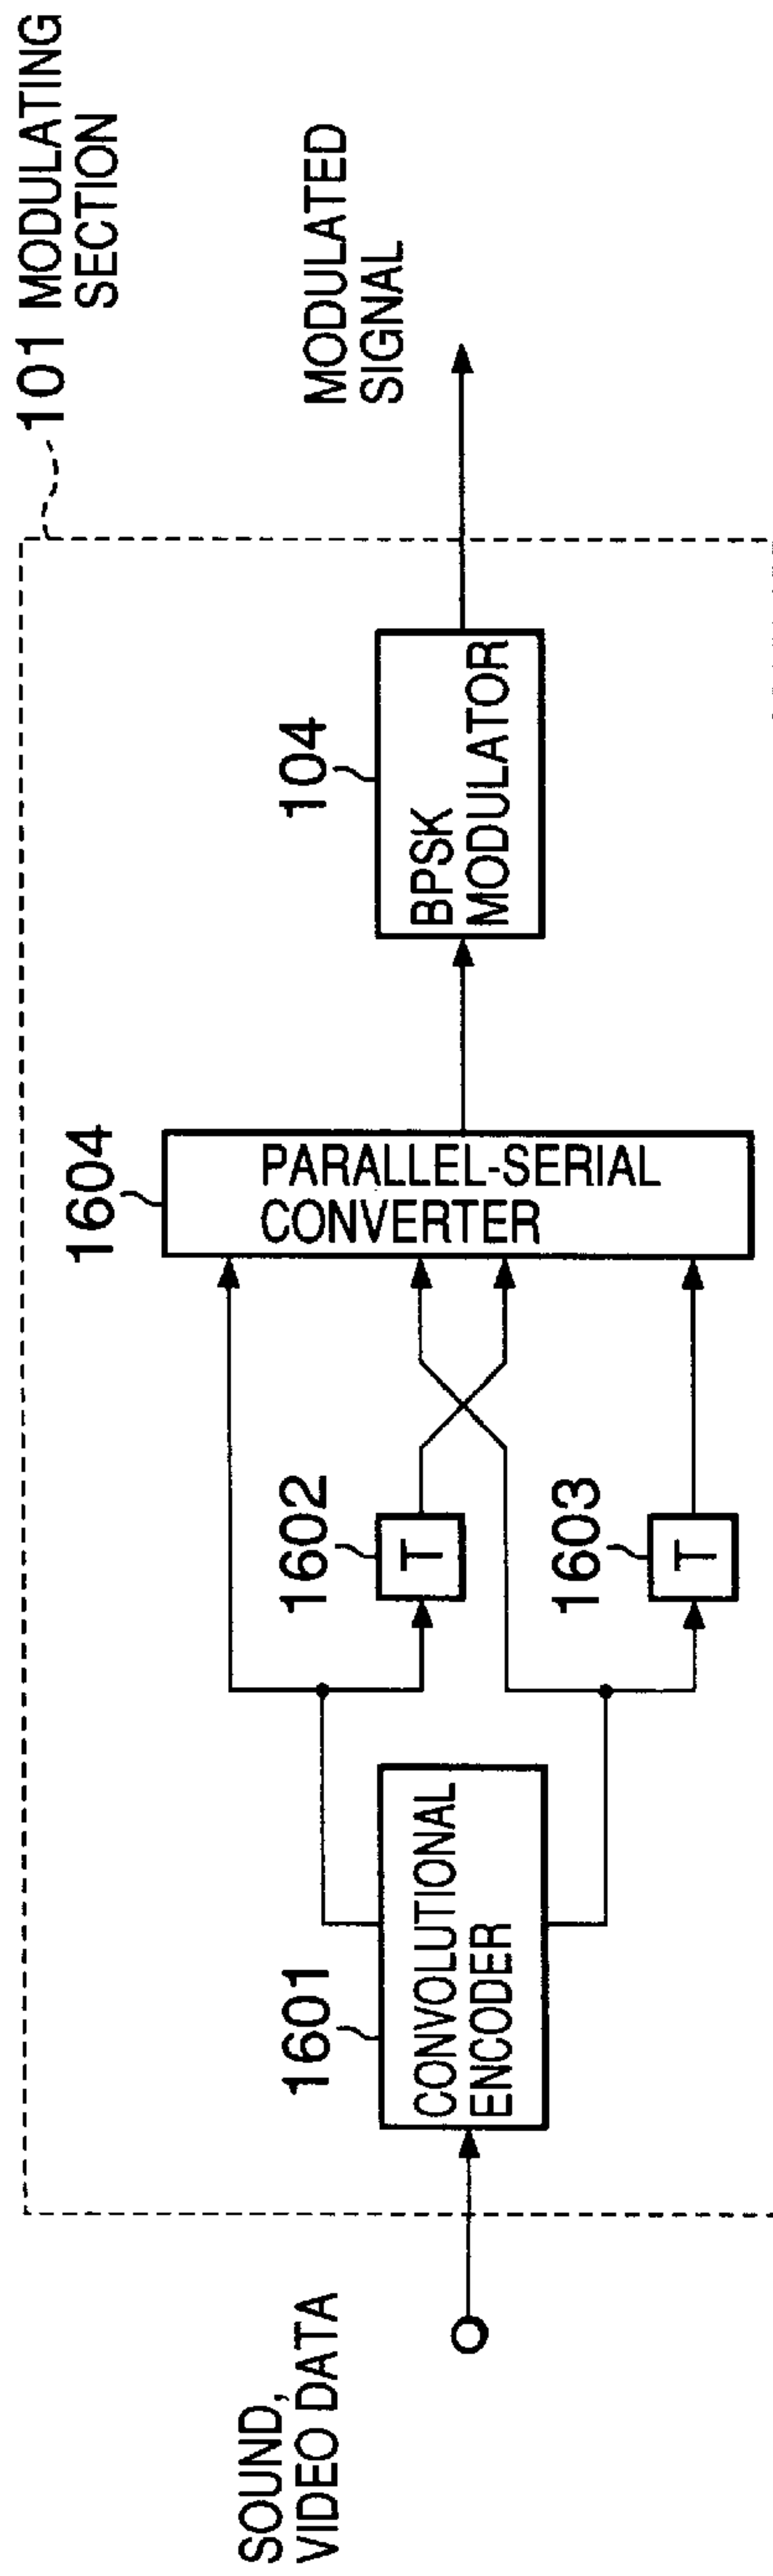 101 MODULATING
SECTION
SOUND,
VIDEO DATA
1601
CONVOLUTIONAL
ENCODER
1602
T
1603
T
1604
PARALLEL-SERIAL
CONVERTER
104
BPSK
MODULATOR
MODULATED
SIGNAL